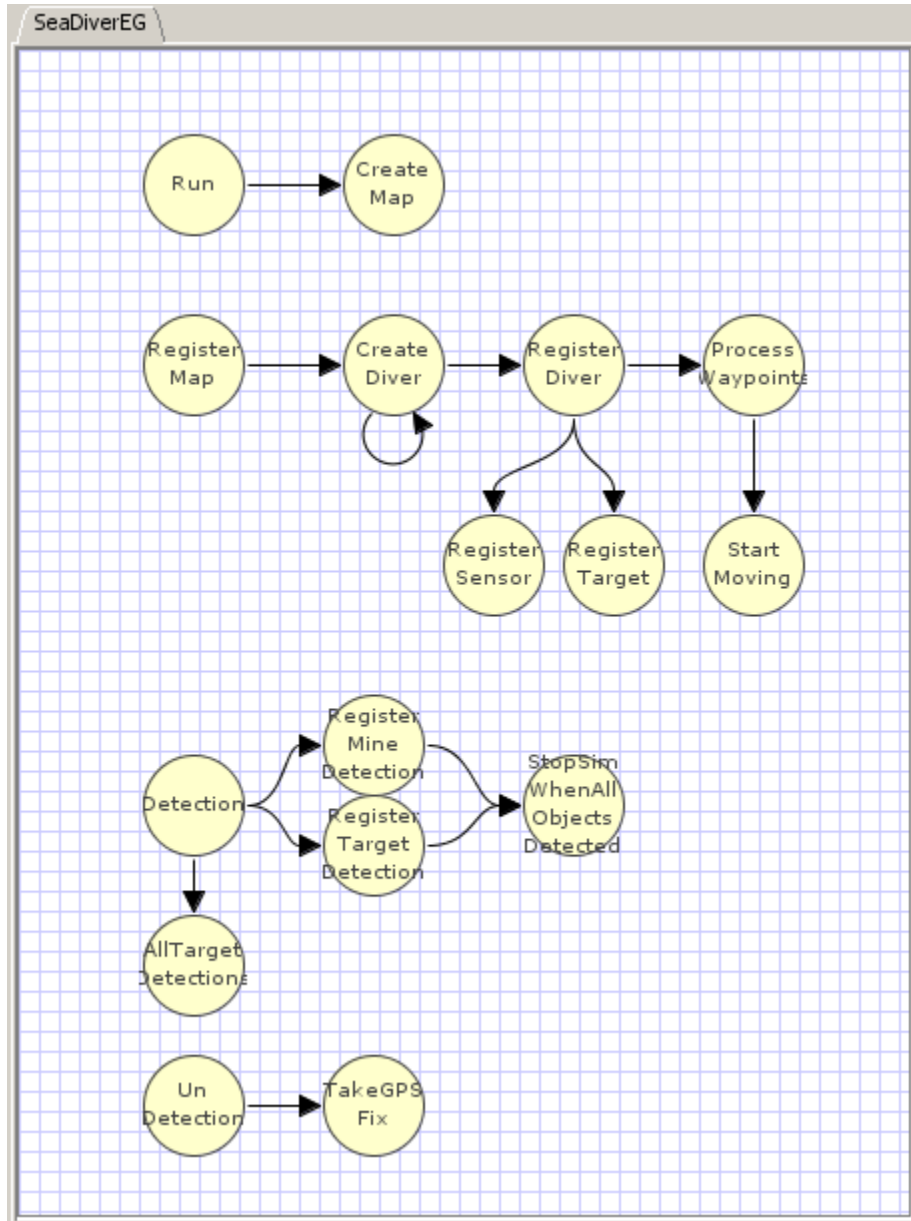 SeaDiverEG
Run
Create
Map
Register
Map
Create
Diver
Register
Diver
Process
Waypoints
Register
Sensor
Register
Target
Start
Moving
Detection
Register
Mine
Detection
Register
Target
Detection
StopSim
WhenAll
Objects
Detected
AllTarget
Detections
Un
Detection
TakeGPS
Fix